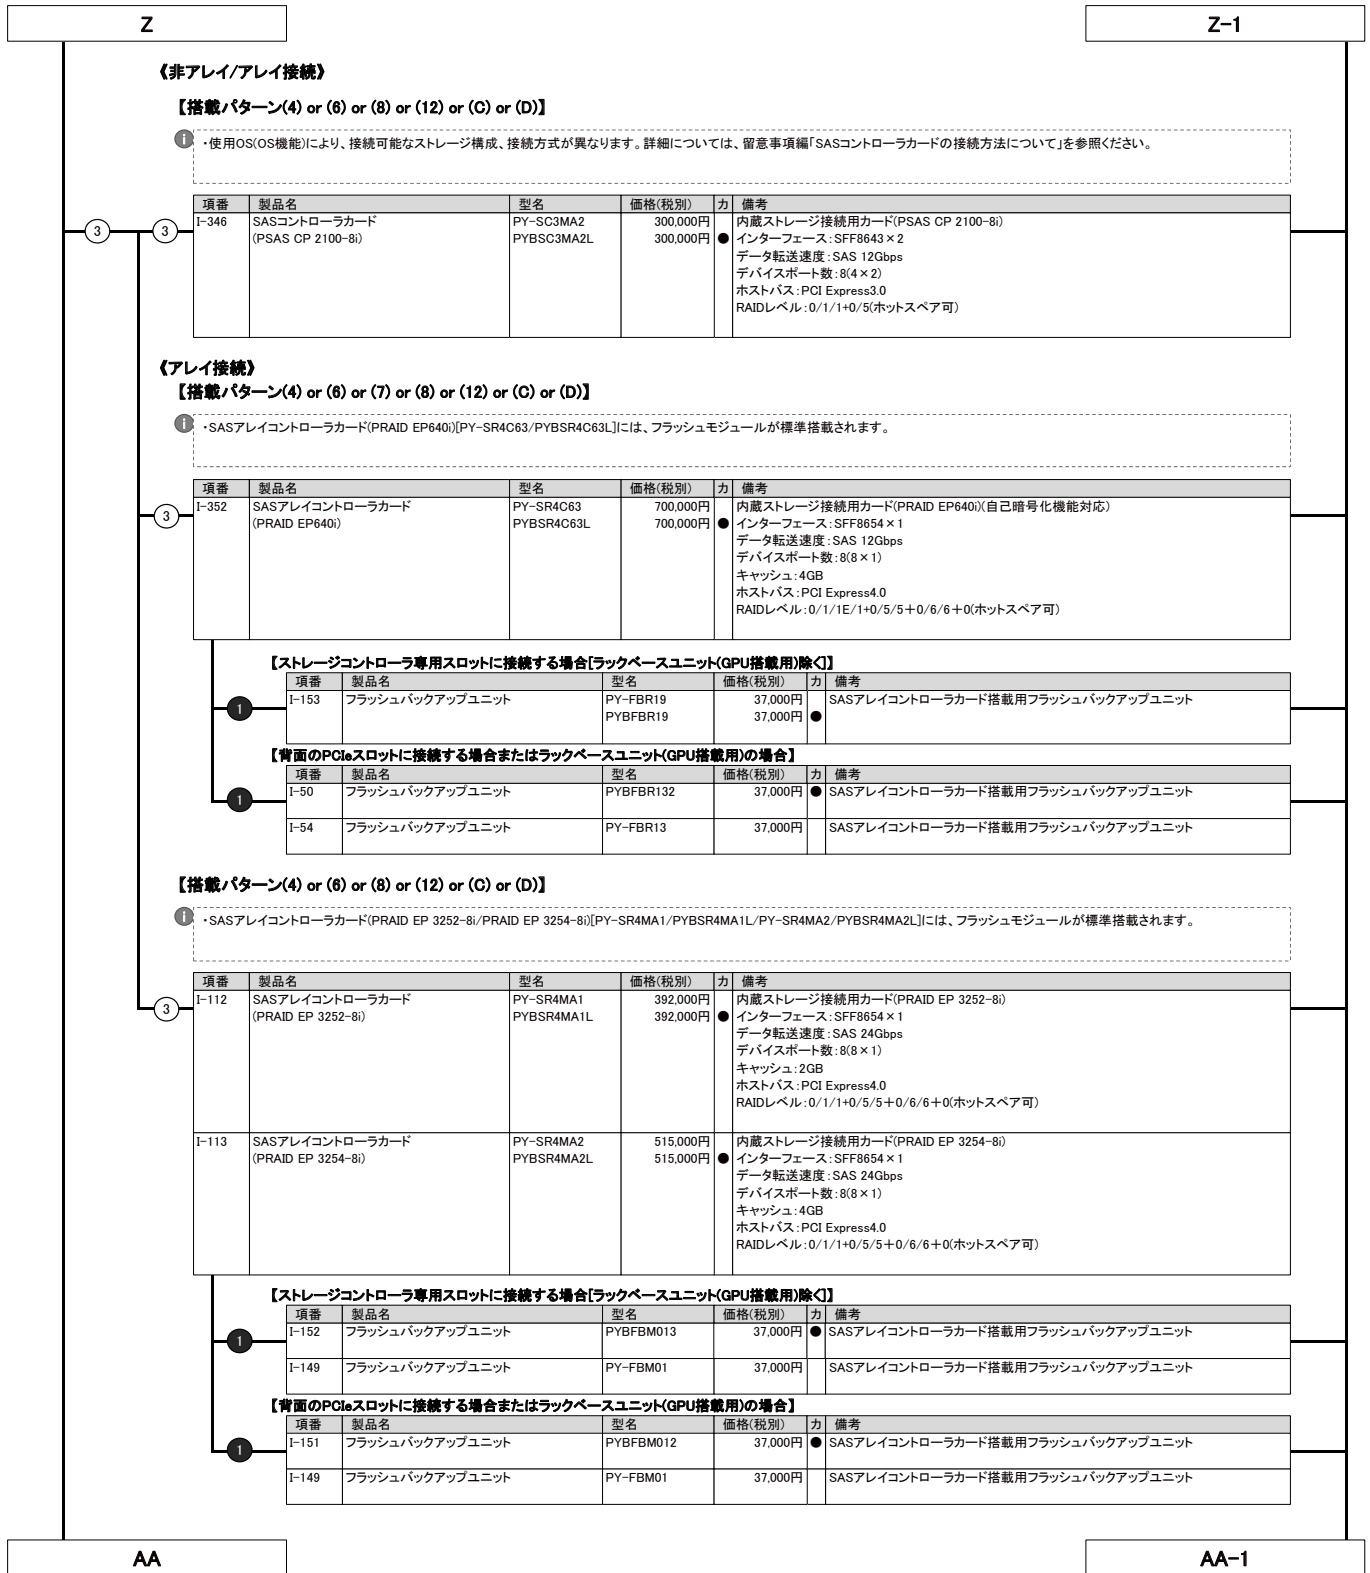 Z
Z-1
《非アレイ/アレイ接続》
【搭載パターン(4) or (6) or (8) or (12) or (C) or (D)】
i ・使用OS(OS機能)により、接続可能なストレージ構成、接続方式が異なります。詳細については、留意事項編「SASコントローラカードの接続方法について」を参照ください。
項番 製品名 型名 価格(税別) カ 備考
3 3 I-346 SASコントローラカード PY-SC3MA2 300,000円 内蔵ストレージ接続用カード(PSAS CP 2100-8i)
(PSAS CP 2100-8i) PYBSC3MA2L 300,000円 ● インターフェース:SFF8643×2
データ転送速度:SAS 12Gbps
デバイスポート数:8(4×2)
ホストバス:PCI Express3.0
RAIDレベル:0/1/1+0/5(ホットスペア可)
《アレイ接続》
【搭載パターン(4) or (6) or (7) or (8) or (12) or (C) or (D)】
i ・SASアレイコントローラカード(PRAID EP640i)[PY-SR4C63/PYBSR4C63L]には、フラッシュモジュールが標準搭載されます。
項番 製品名 型名 価格(税別) カ 備考
3 I-352 SASアレイコントローラカード PY-SR4C63 700,000円 内蔵ストレージ接続用カード(PRAID EP640i)(自己暗号化機能対応)
(PRAID EP640i) PYBSR4C63L 700,000円 ● インターフェース:SFF8654×1
データ転送速度:SAS 12Gbps
デバイスポート数:8(8×1)
キャッシュ:4GB
ホストバス:PCI Express4.0
RAIDレベル:0/1/1E/1+0/5/5+0/6/6+0(ホットスペア可)
【ストレージコントローラ専用スロットに接続する場合[ラックベースユニット(GPU搭載用)除く]】
項番 製品名 型名 価格(税別) カ 備考
1 I-153 フラッシュバックアップユニット PY-FBR19 37,000円 SASアレイコントローラカード搭載用フラッシュバックアップユニット
PYBFBR19 37,000円 ●
【背面のPCIeスロットに接続する場合またはラックベースユニット(GPU搭載用)の場合】
項番 製品名 型名 価格(税別) カ 備考
1 I-50 フラッシュバックアップユニット PYBFBR132 37,000円 ● SASアレイコントローラカード搭載用フラッシュバックアップユニット
I-54 フラッシュバックアップユニット PY-FBR13 37,000円 SASアレイコントローラカード搭載用フラッシュバックアップユニット
【搭載パターン(4) or (6) or (8) or (12) or (C) or (D)】
i ・SASアレイコントローラカード(PRAID EP 3252-8i/PRAID EP 3254-8i)[PY-SR4MA1/PYBSR4MA1L/PY-SR4MA2/PYBSR4MA2L]には、フラッシュモジュールが標準搭載されます。
項番 製品名 型名 価格(税別) カ 備考
3 I-112 SASアレイコントローラカード PY-SR4MA1 392,000円 内蔵ストレージ接続用カード(PRAID EP 3252-8i)
(PRAID EP 3252-8i) PYBSR4MA1L 392,000円 ● インターフェース:SFF8654×1
データ転送速度:SAS 24Gbps
デバイスポート数:8(8×1)
キャッシュ:2GB
ホストバス:PCI Express4.0
RAIDレベル:0/1/1+0/5/5+0/6/6+0(ホットスペア可)
I-113 SASアレイコントローラカード PY-SR4MA2 515,000円 内蔵ストレージ接続用カード(PRAID EP 3254-8i)
(PRAID EP 3254-8i) PYBSR4MA2L 515,000円 ● インターフェース:SFF8654×1
データ転送速度:SAS 24Gbps
デバイスポート数:8(8×1)
キャッシュ:4GB
ホストバス:PCI Express4.0
RAIDレベル:0/1/1+0/5/5+0/6/6+0(ホットスペア可)
【ストレージコントローラ専用スロットに接続する場合[ラックベースユニット(GPU搭載用)除く]】
項番 製品名 型名 価格(税別) カ 備考
1 I-152 フラッシュバックアップユニット PYBFBM013 37,000円 ● SASアレイコントローラカード搭載用フラッシュバックアップユニット
I-149 フラッシュバックアップユニット PY-FBM01 37,000円 SASアレイコントローラカード搭載用フラッシュバックアップユニット
【背面のPCIeスロットに接続する場合またはラックベースユニット(GPU搭載用)の場合】
項番 製品名 型名 価格(税別) カ 備考
1 I-151 フラッシュバックアップユニット PYBFBM012 37,000円 ● SASアレイコントローラカード搭載用フラッシュバックアップユニット
I-149 フラッシュバックアップユニット PY-FBM01 37,000円 SASアレイコントローラカード搭載用フラッシュバックアップユニット
AA
AA-1